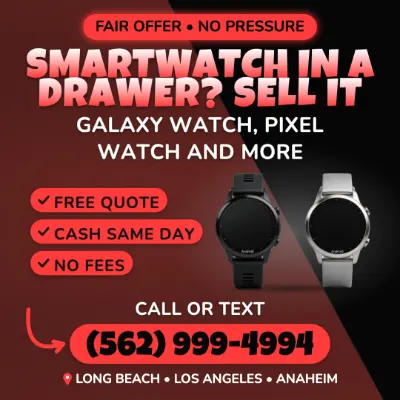 FAIR OFFER • NO PRESSURE
SMARTWATCH IN A
DRAWER? SELL IT
GALAXY WATCH, PIXEL
WATCH AND MORE
FREE QUOTE
CASH SAME DAY
NO FEES
CALL OR TEXT
(562) 999-4994
LONG BEACH • LOS ANGELES • ANAHEIM